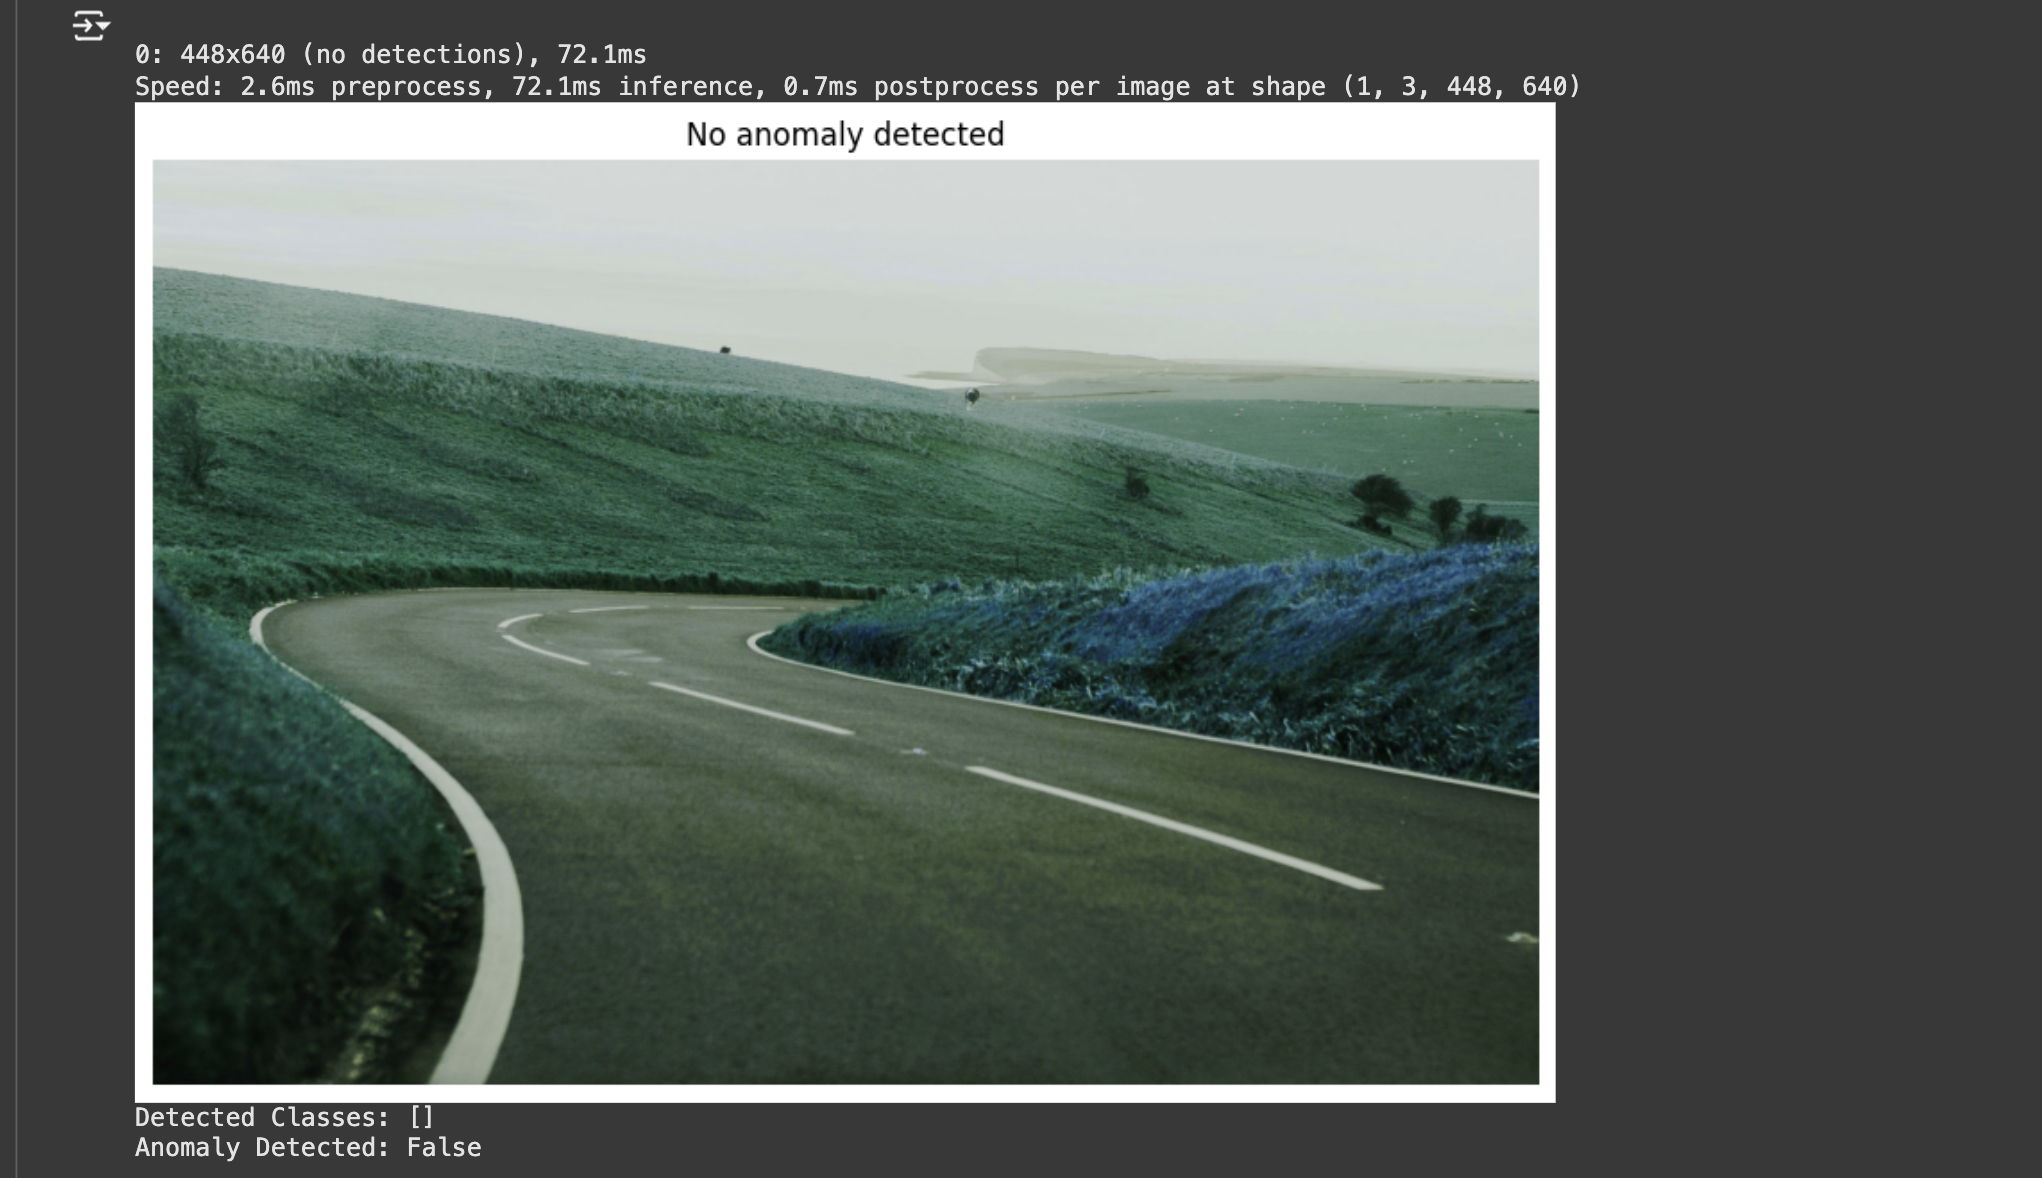 0: 448x640 (no detections), 72.1ms
Speed: 2.6ms preprocess, 72.1ms inference, 0.7ms postprocess per image at shape (1, 3, 448, 640)
No anomaly detected
Detected Classes: []
Anomaly Detected: False